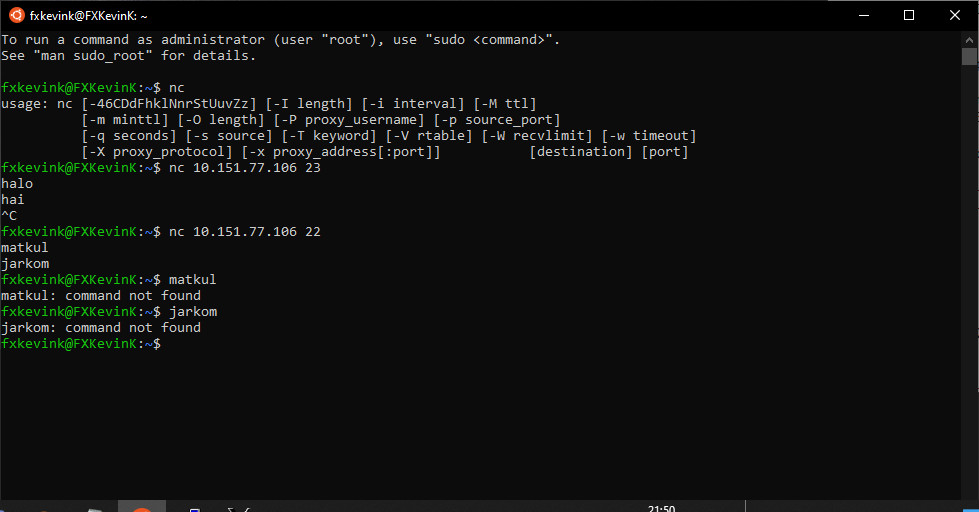 fxkevink@FXKevinK: ~
To run a command as administrator (user "root"), use "sudo <command>".
See "man sudo_root" for details.
fxkevink@FXKevinK:~$ nc
usage: nc [-46CDdFhklNnrStUuvZz] [-I length] [-i interval] [-M ttl]
          [-m minttl] [-O length] [-P proxy_username] [-p source_port]
          [-q seconds] [-s source] [-T keyword] [-V rtable] [-W recvlimit] [-w timeout]
          [-X proxy_protocol] [-x proxy_address[:port]]           [destination] [port]
fxkevink@FXKevinK:~$ nc 10.151.77.106 23
halo
hai
^C
fxkevink@FXKevinK:~$ nc 10.151.77.106 22
matkul
jarkom
fxkevink@FXKevinK:~$ matkul
matkul: command not found
fxkevink@FXKevinK:~$ jarkom
jarkom: command not found
fxkevink@FXKevinK:~$
21:50